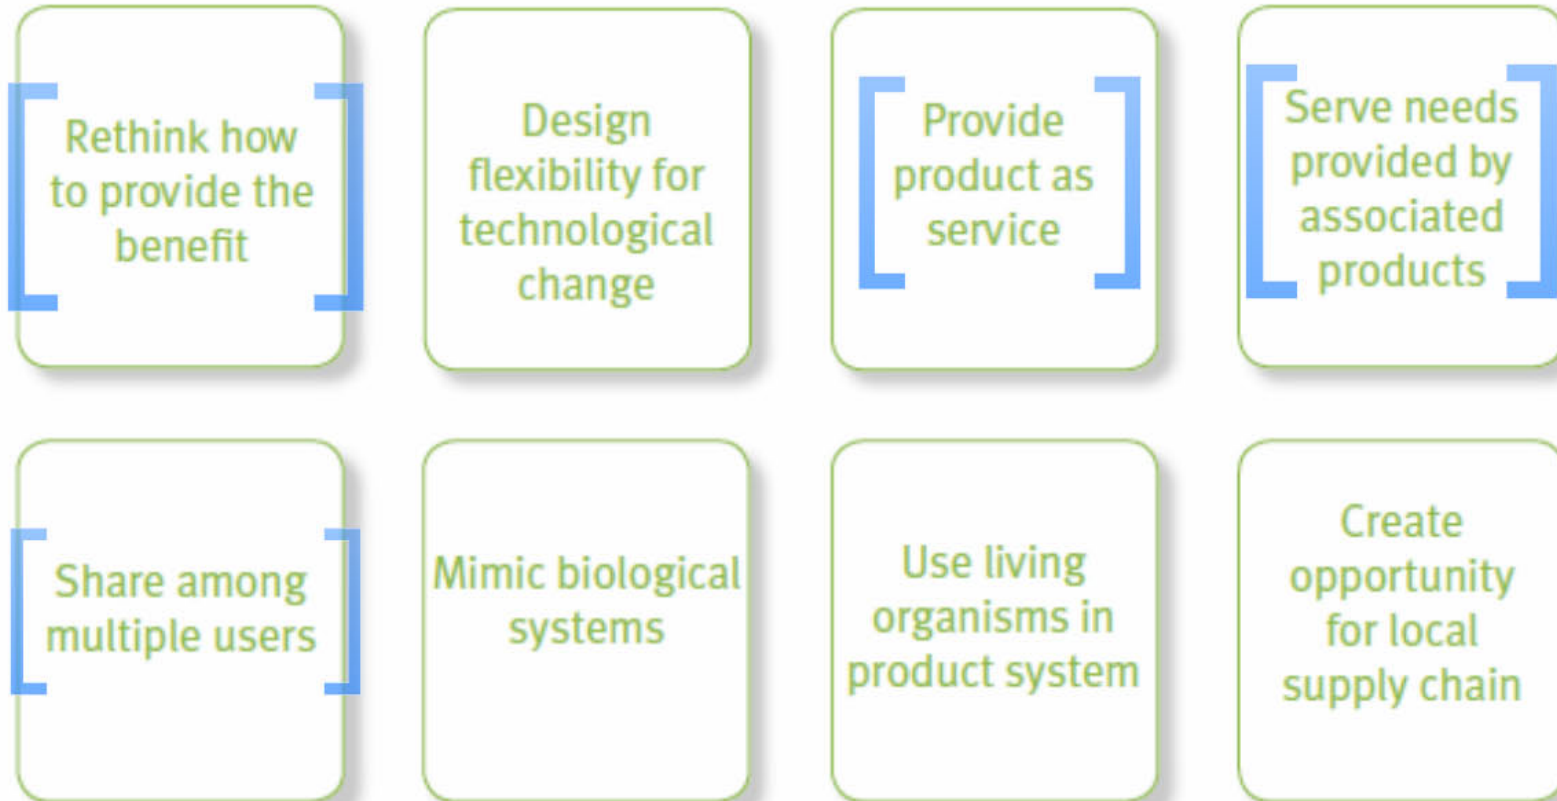 Rethink how
to provide the
benefit
Design
flexibility for
technological
change
Provide
product as
service
Serve needs
provided by
associated
products
Share among
multiple users
Mimic biological
systems
Use living
organisms in
product system
Create
opportunity
for local
supply chain